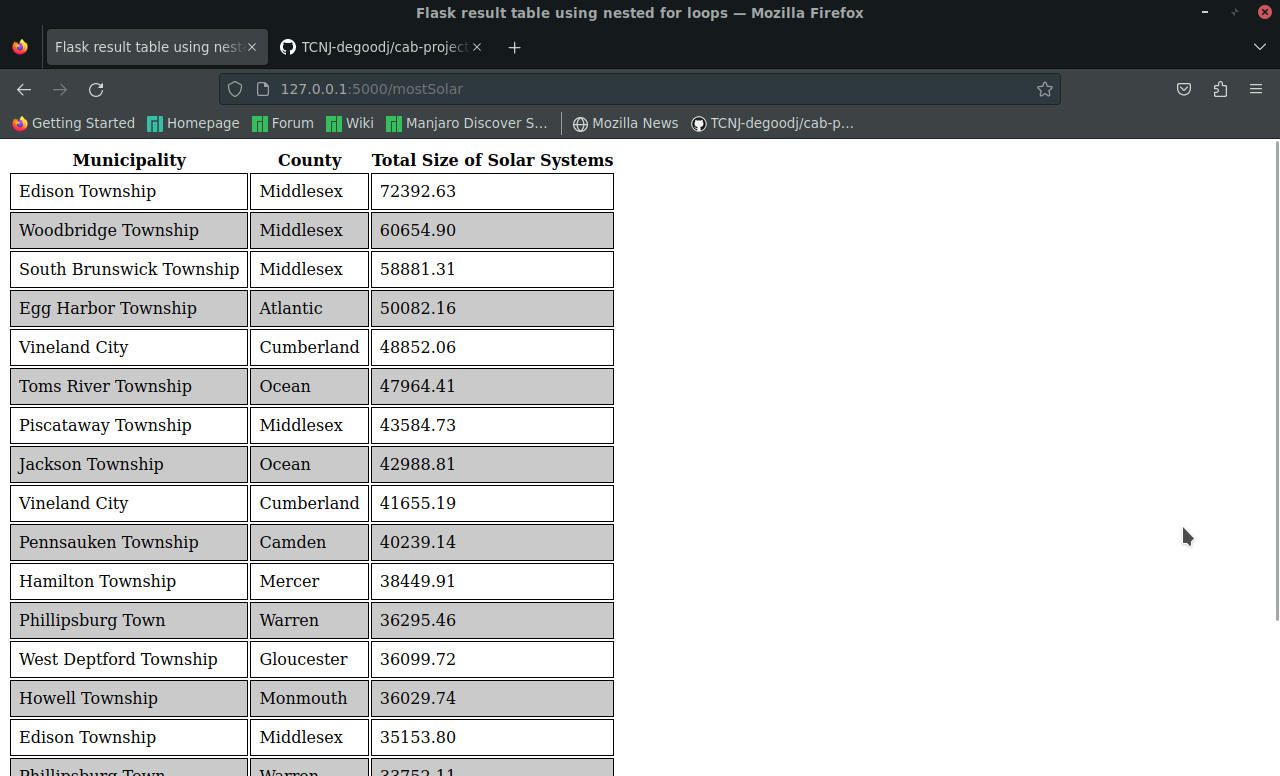 Flask result table using nested for loops — Mozilla Firefox
Flask result table using nest
TCNJ-degoodj/cab-project
127.0.0.1:5000/mostSolar
Getting Started Homepage Forum Wiki Manjaro Discover S... Mozilla News TCNJ-degoodj/cab-p...
Municipality County Total Size of Solar Systems
Edison Township Middlesex 72392.63
Woodbridge Township Middlesex 60654.90
South Brunswick Township Middlesex 58881.31
Egg Harbor Township Atlantic 50082.16
Vineland City Cumberland 48852.06
Toms River Township Ocean 47964.41
Piscataway Township Middlesex 43584.73
Jackson Township Ocean 42988.81
Vineland City Cumberland 41655.19
Pennsauken Township Camden 40239.14
Hamilton Township Mercer 38449.91
Phillipsburg Town Warren 36295.46
West Deptford Township Gloucester 36099.72
Howell Township Monmouth 36029.74
Edison Township Middlesex 35153.80
Phillipsburg Town Warren 33752.11